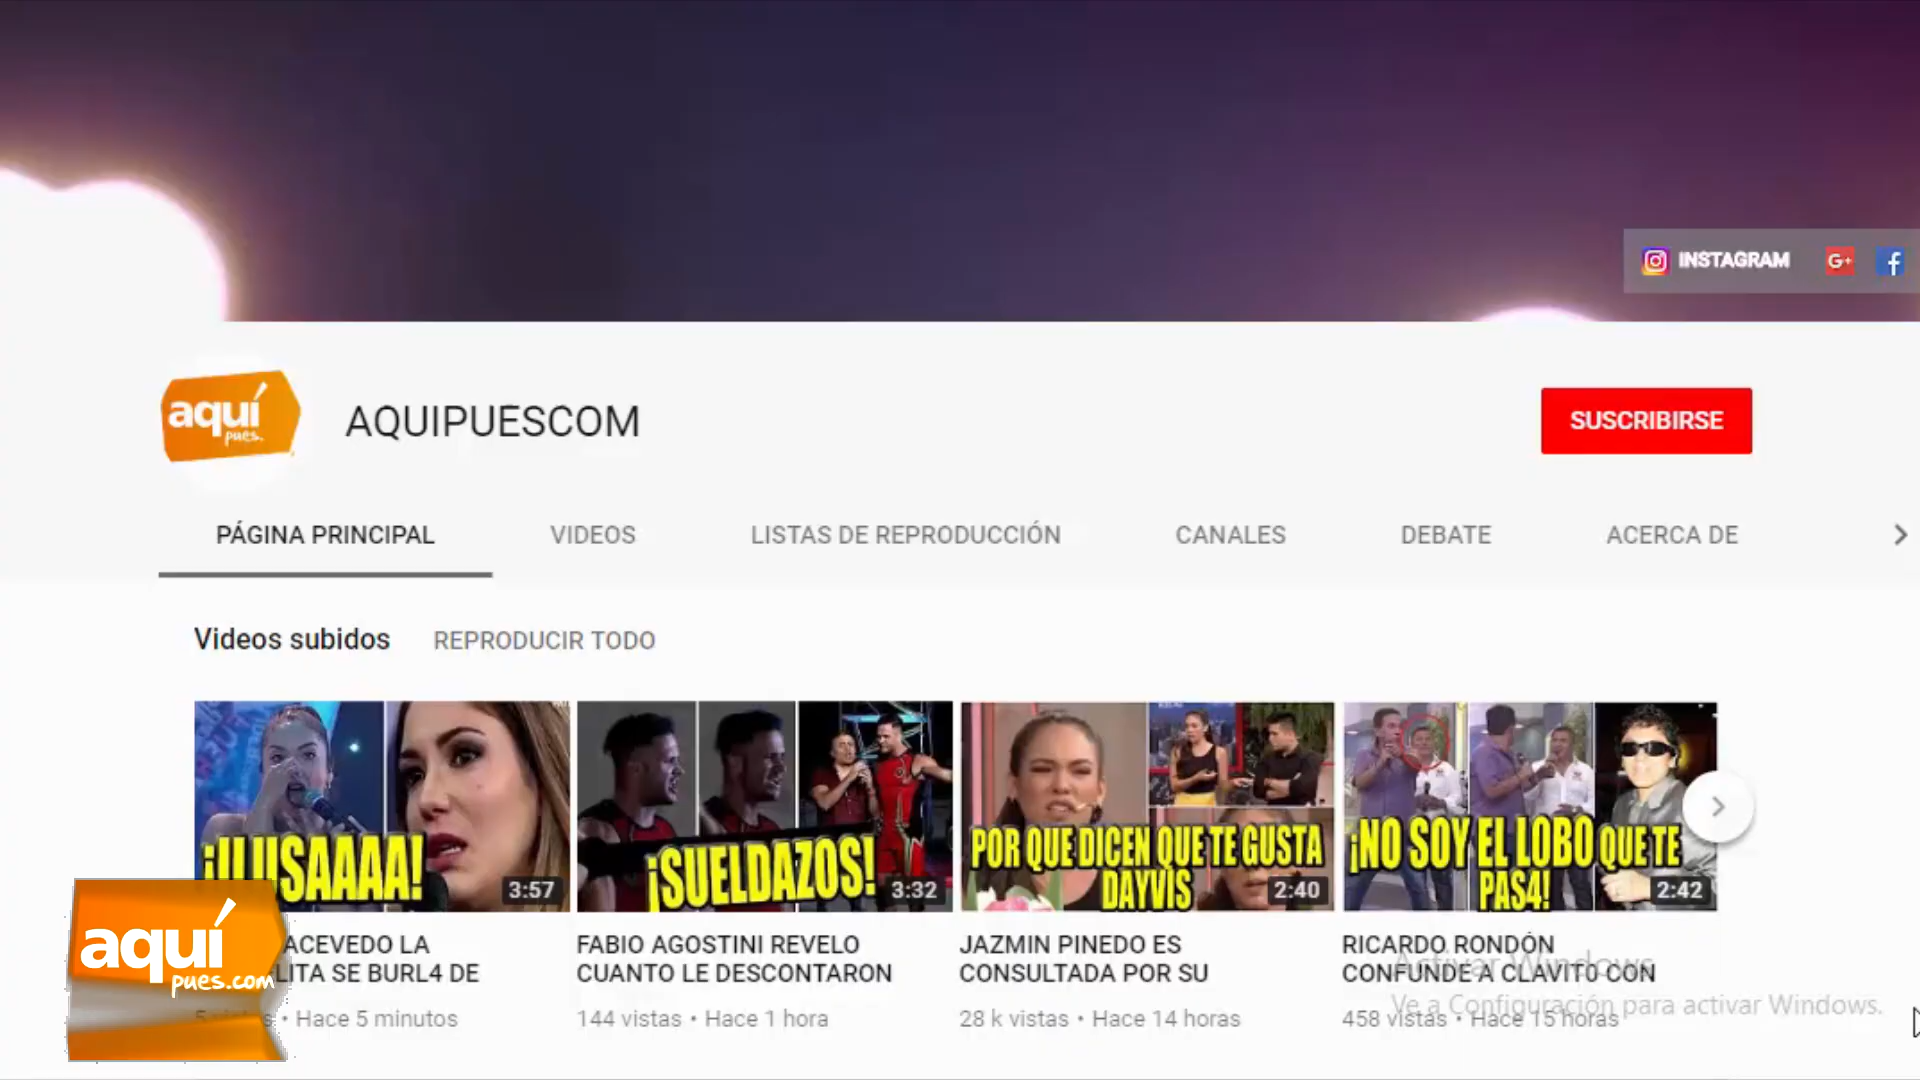 INSTAGRAM
G+
aquí
pues.
AQUIPUESCOM
SUSCRIBIRSE
PÁGINA PRINCIPAL
VIDEOS
LISTAS DE REPRODUCCIÓN
CANALES
DEBATE
ACERCA DE
Videos subidos
REPRODUCIR TODO
3:57
¡SUELDAZOS!
3:32
POR QUE DICEN QUE TE GUSTA
DAYVIS
2:40
¡NO SOY EL LOBO QUE TE
PAS4!
2:42
ACEVEDO LA
SE BURL4 DE
• Hace 5 minutos
FABIO AGOSTINI REVELO
CUANTO LE DESCONTARON
144 vistas • Hace 1 hora
JAZMIN PINEDO ES
CONSULTADA POR SU
28 k vistas • Hace 14 horas
RICARDO RONDÓN
CONFUNDE A CLAVIT0 CON
458 vistas • Hace 15 horas
Activar Windows
Ve a Configuración para activar Windows.
aquí
pues.com